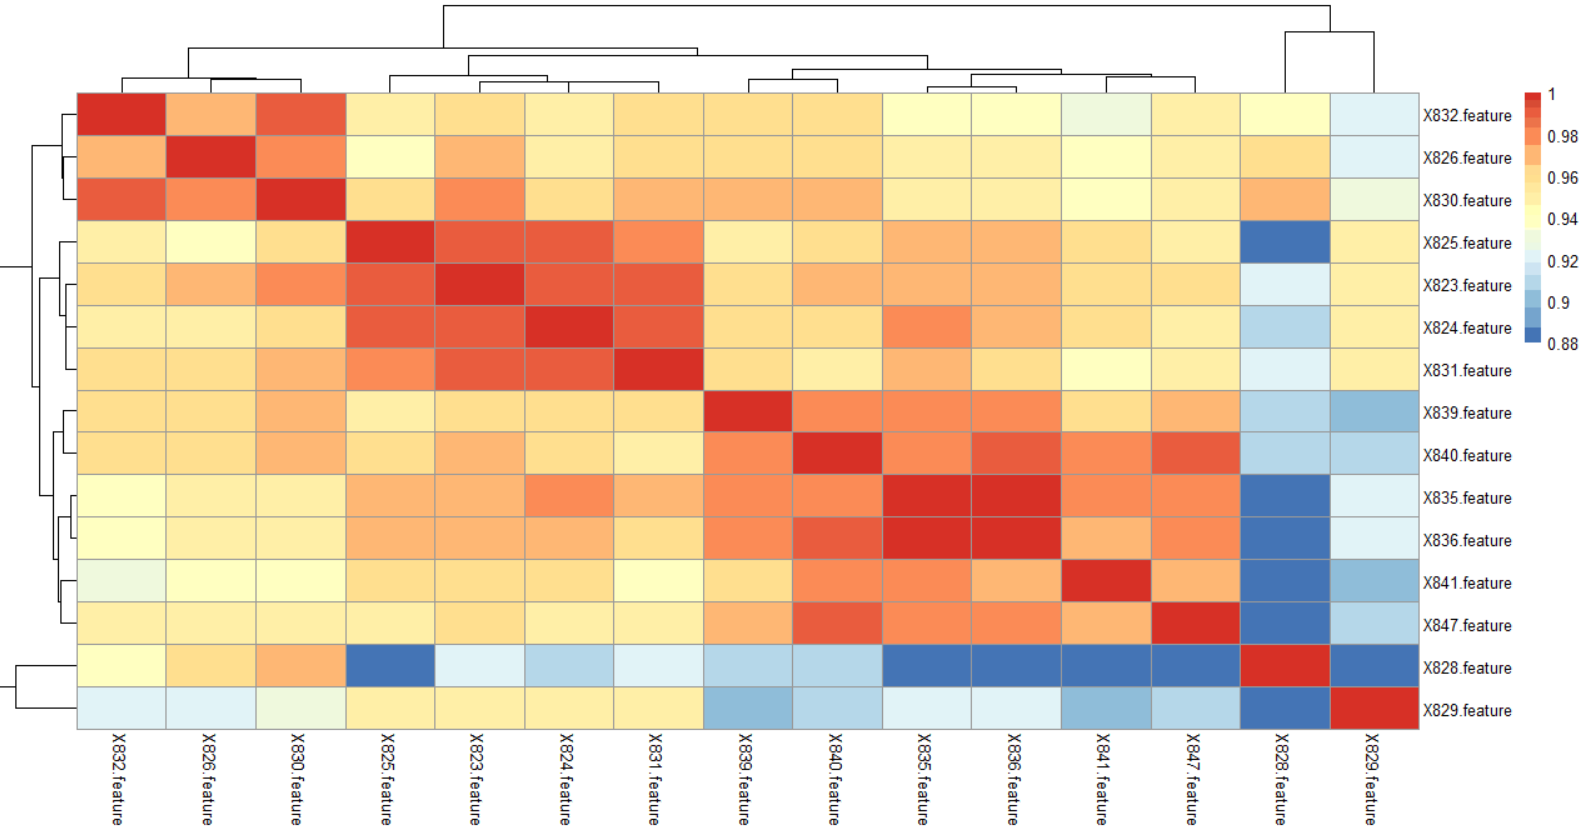 1
X832.feature
0.98
X826.feature
0.96
X830.feature
0.94
X825.feature
0.92
X823.feature
0.9
X824.feature
0.88
X831.feature
X839.feature
X840.feature
X835.feature
X836.feature
X841.feature
X847.feature
X828.feature
X829.feature
X832.feature
X826.feature
X830.feature
X825.feature
X823.feature
X824.feature
X831.feature
X839.feature
X840.feature
X835.feature
X836.feature
X841.feature
X847.feature
X828.feature
X829.feature